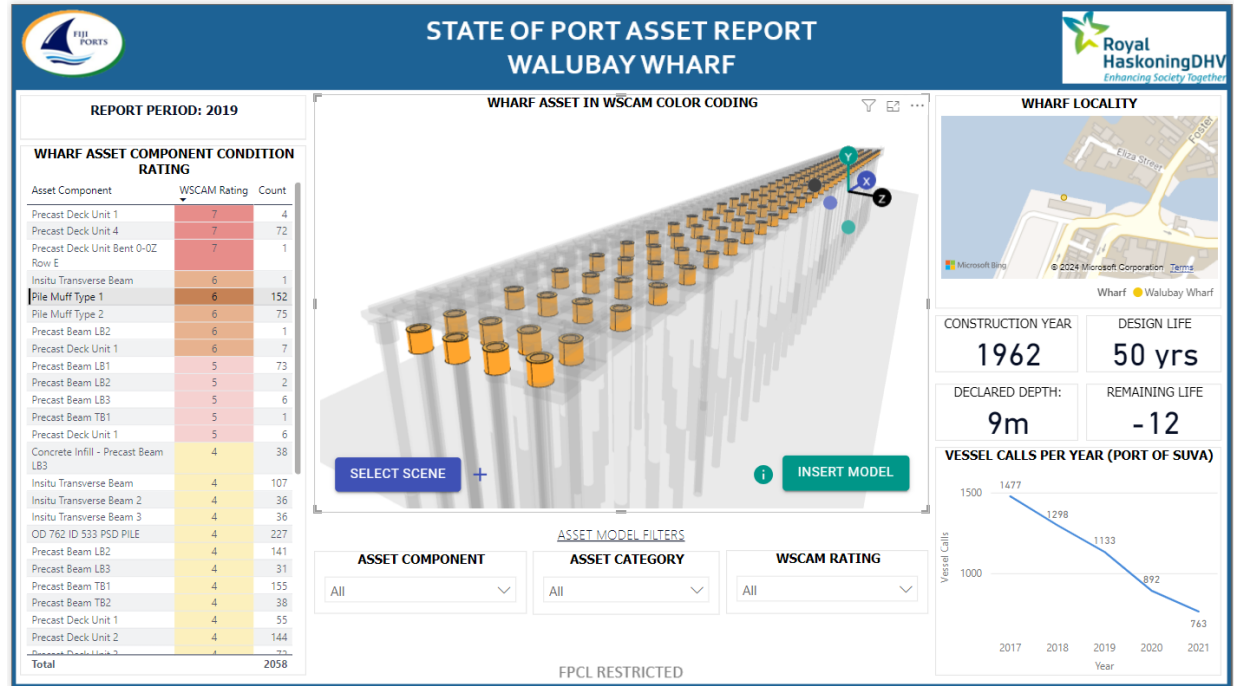 FIJI
PORTS
STATE OF PORT ASSET REPORT
WALUBAY WHARF
Royal
HaskoningDHV
Enhancing Society Together
REPORT PERIOD: 2019
WHARF ASSET COMPONENT CONDITION
RATING
Asset Component WSCAM Rating Count
Precast Deck Unit 1 7 4
Precast Deck Unit 4 7 72
Precast Deck Unit Bent 0-0Z 7 1
Row E
Insitu Transverse Beam 6 1
Pile Muff Type 1 6 152
Pile Muff Type 2 6 75
Precast Beam LB2 6 1
Precast Deck Unit 1 6 7
Precast Beam LB1 5 73
Precast Beam LB2 5 2
Precast Beam LB3 5 6
Precast Beam TB1 5 1
Precast Deck Unit 1 5 6
Concrete Infill - Precast Beam 4 38
LB3
Insitu Transverse Beam 4 107
Insitu Transverse Beam 2 4 36
Insitu Transverse Beam 3 4 36
OD 762 ID 533 PSD PILE 4 227
Precast Beam LB2 4 141
Precast Beam LB3 4 31
Precast Beam TB1 4 155
Precast Beam TB2 4 38
Precast Deck Unit 1 4 55
Precast Deck Unit 2 4 144
Total 2058
WHARF ASSET IN WSCAM COLOR CODING
Y
X
Z
SELECT SCENE +
i INSERT MODEL
ASSET MODEL FILTERS
ASSET COMPONENT
All
ASSET CATEGORY
All
WSCAM RATING
All
FPCL RESTRICTED
WHARF LOCALITY
Eliza Street
Foster
Microsoft Bing
© 2024 Microsoft Corporation Terms
Wharf Walubay Wharf
CONSTRUCTION YEAR
1962
DESIGN LIFE
50 yrs
DECLARED DEPTH:
9m
REMAINING LIFE
-12
VESSEL CALLS PER YEAR (PORT OF SUVA)
Vessel Calls
1500
1000
1477
1298
1133
892
763
2017 2018 2019 2020 2021
Year